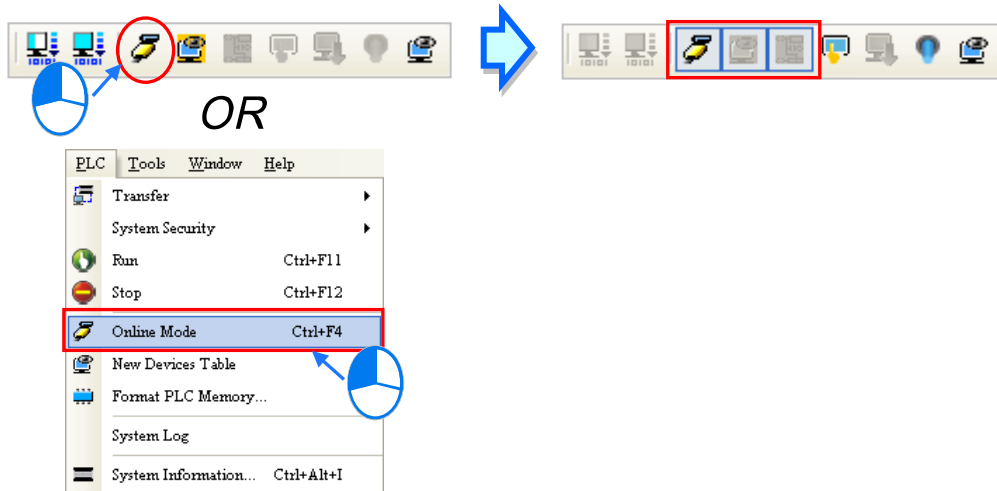 OR
PLC Tools Window Help
Transfer
System Security
Run Ctrl+F11
Stop Ctrl+F12
Online Mode Ctrl+F4
New Devices Table
Format PLC Memory...
System Log
System Information... Ctrl+Alt+I